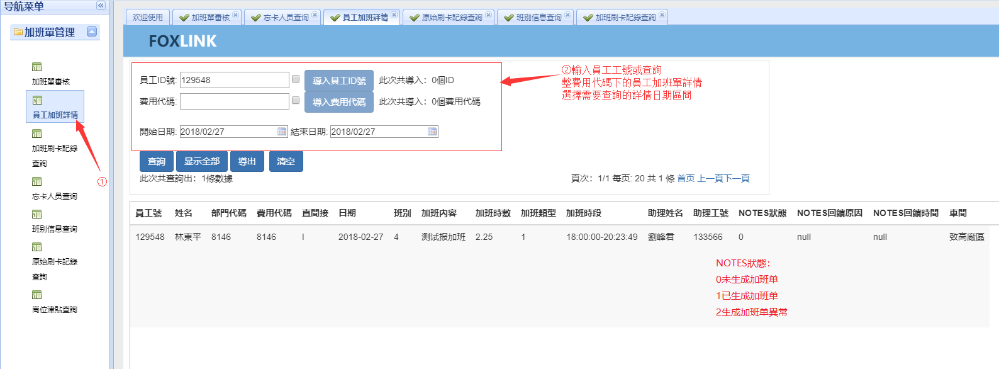 导航菜单
加班單管理
加班單審核
員工加班詳情
加班刷卡記錄
查詢
忘卡人员查询
班别信息查询
原始刷卡記錄
查詢
崗位津貼查詢
①
欢迎使用 加班單審核 忘卡人员查询 員工加班詳情 原始刷卡記錄查詢 班别信息查询 加班刷卡記錄查詢
FOXLINK
員工ID號: 129548 導入員工ID號 此次共導入：0個ID
費用代碼: 導入費用代碼 此次共導入：0個費用代碼
開始日期: 2018/02/27 結束日期: 2018/02/27
②輸入員工工號或查詢
整費用代碼下的員工加班單詳情
選擇需要查詢的詳情日期區間
查詢 显示全部 導出 清空
此次共查詢出：1條數據 頁次：1/1 每页: 20 共 1 條 首页 上一頁下一頁
員工號 姓名 部門代碼 費用代碼 直間接 日期 班別 加班內容 加班時數 加班類型 加班時段 助理姓名 助理工號 NOTES狀態 NOTES回饋原因 NOTES回饋時間 車間
129548 林東平 8146 8146 I 2018-02-27 4 测试报加班 2.25 1 18:00:00-20:23:49 劉峰君 133566 0 null null 致高廠區
NOTES狀態：
0未生成加班单
1已生成加班单
2生成加班单異常